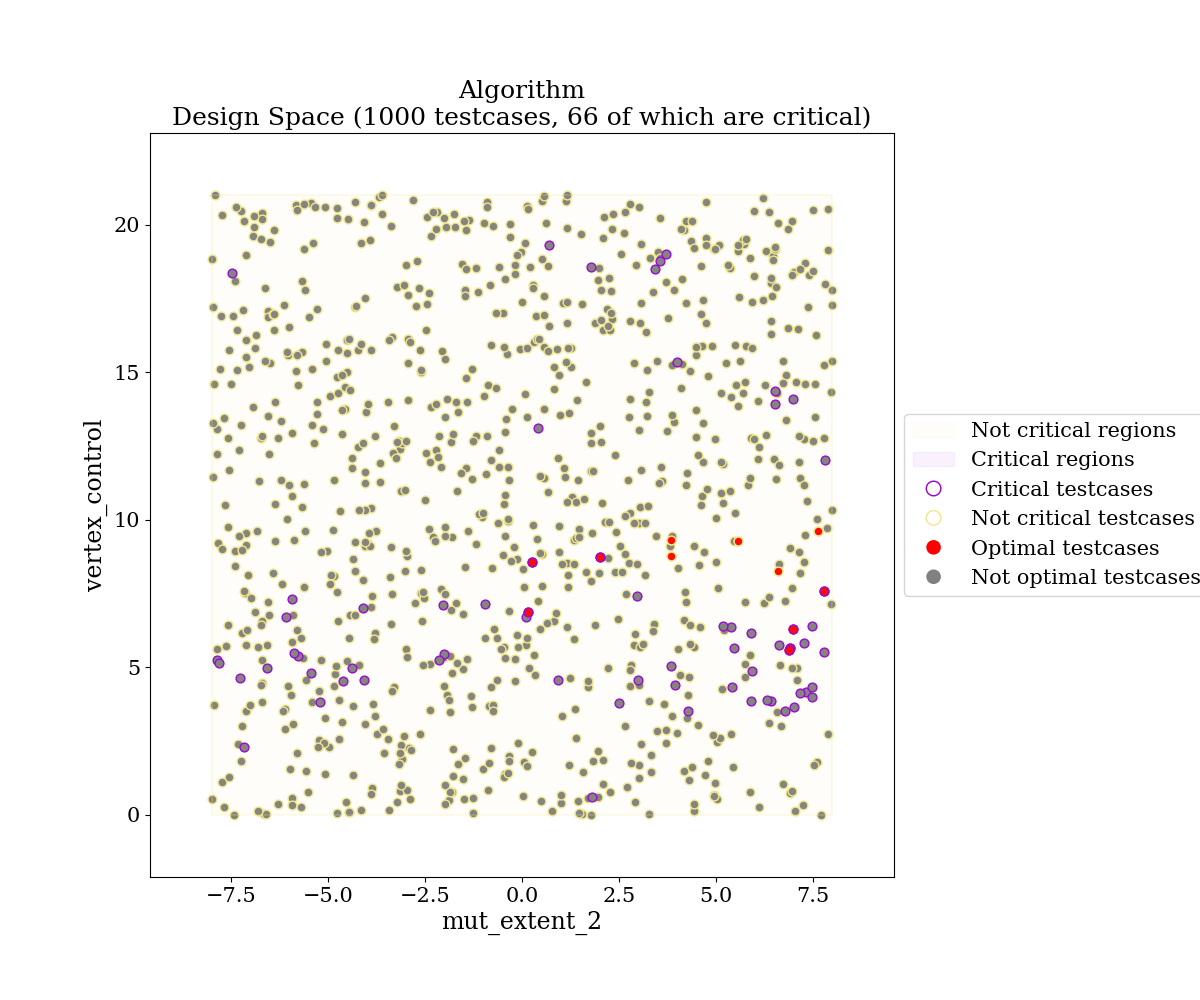 Algorithm
Design Space (1000 testcases, 66 of which are critical)
20
15
10
5
0
vertex_control
−7.5 −5.0 −2.5 0.0 2.5 5.0 7.5
mut_extent_2
Not critical regions
Critical regions
Critical testcases
Not critical testcases
Optimal testcases
Not optimal testcases